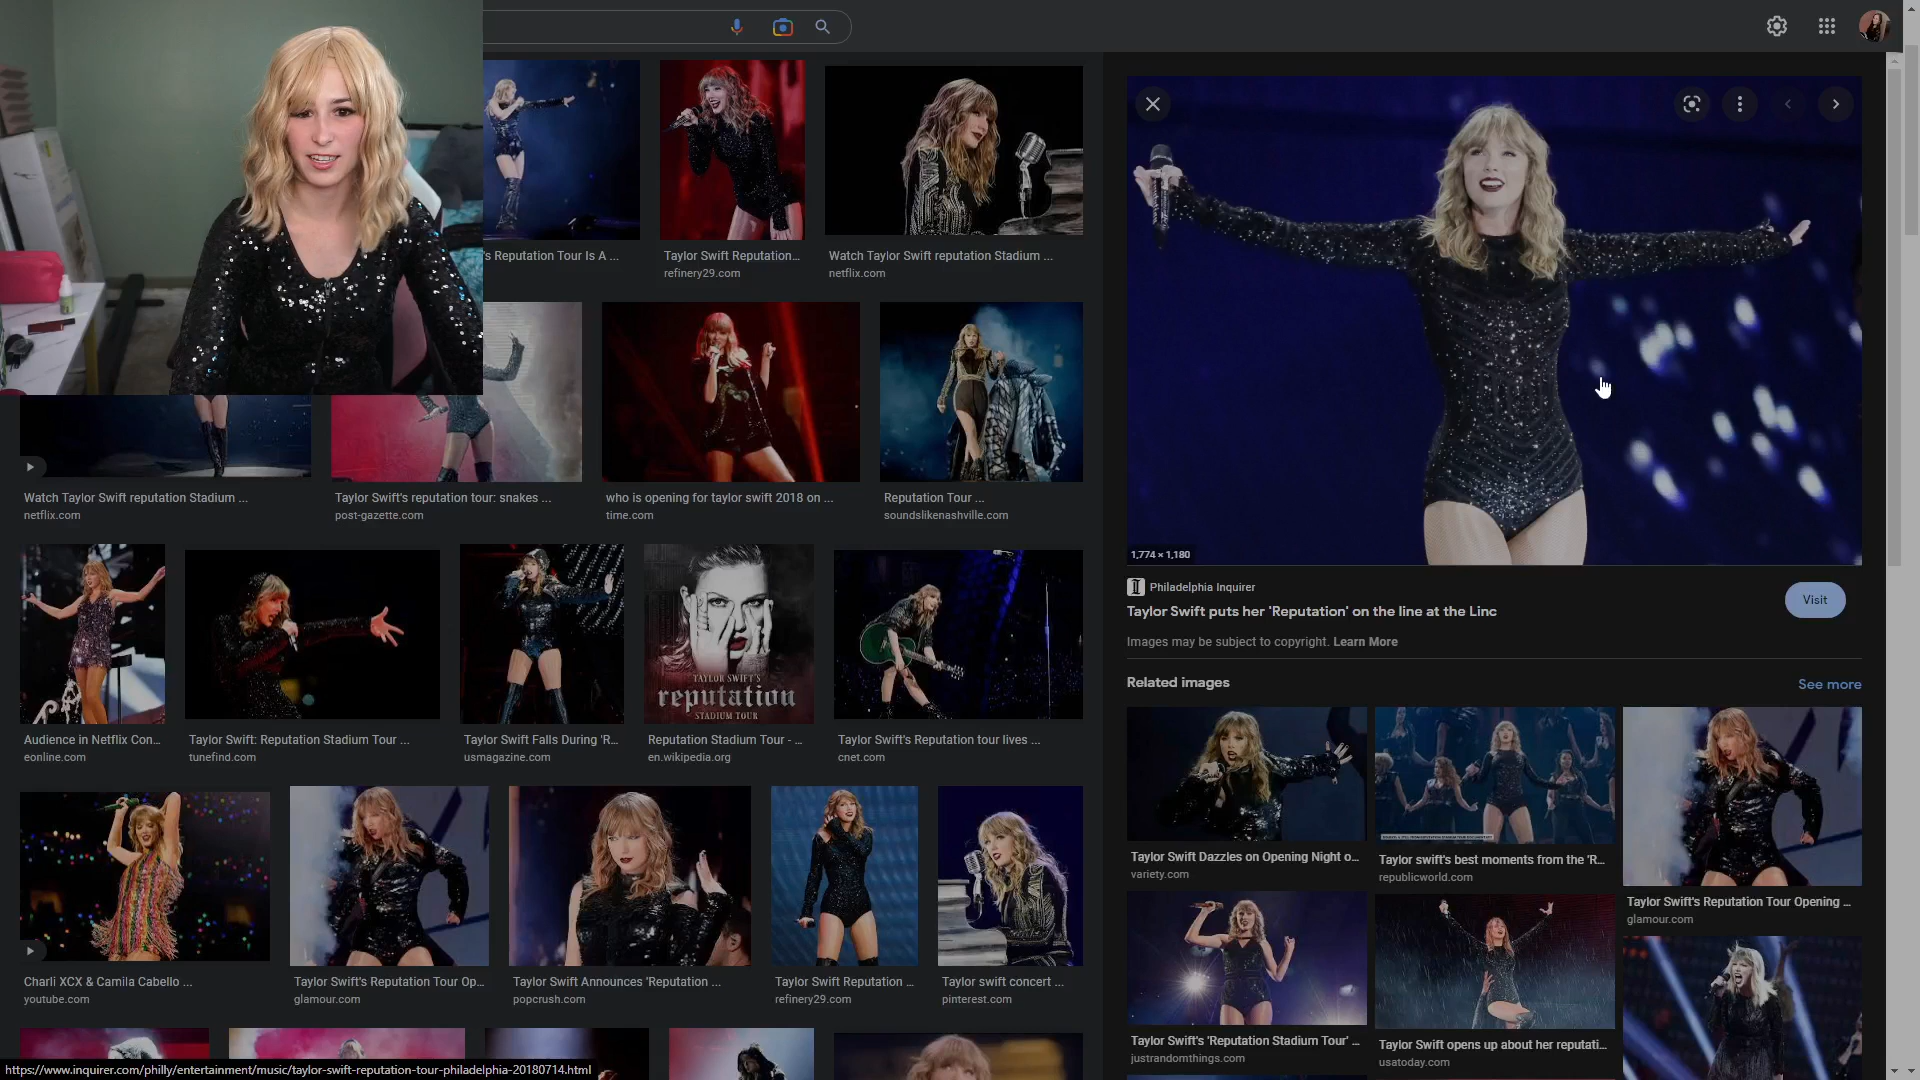 's Reputation Tour Is A ...
Taylor Swift Reputation...
refinery29.com
Watch Taylor Swift reputation Stadium ...
netflix.com
Watch Taylor Swift reputation Stadium ...
netflix.com
Taylor Swift's reputation tour: snakes ...
post-gazette.com
who is opening for taylor swift 2018 on ...
time.com
Reputation Tour ...
soundslikenashville.com
TAYLOR SWIFT'S
reputation
STADIUM TOUR
Audience in Netflix Con...
eonline.com
Taylor Swift: Reputation Stadium Tour ...
tunefind.com
Taylor Swift Falls During 'R...
usmagazine.com
Reputation Stadium Tour - ...
en.wikipedia.org
Taylor Swift's Reputation tour lives ...
cnet.com
Charli XCX & Camila Cabello ...
youtube.com
Taylor Swift's Reputation Tour Op...
glamour.com
Taylor Swift Announces 'Reputation ...
popcrush.com
Taylor Swift Reputation ...
refinery29.com
Taylor swift concert ...
pinterest.com
1,774 × 1,180
Philadelphia Inquirer
Taylor Swift puts her 'Reputation' on the line at the Linc
Visit
Images may be subject to copyright. Learn More
Related images
See more
Taylor Swift Dazzles on Opening Night o...
variety.com
Taylor swift's best moments from the 'R...
republicworld.com
Taylor Swift's Reputation Tour Opening ...
glamour.com
Taylor Swift's 'Reputation Stadium Tour' ...
justrandomthings.com
Taylor Swift opens up about her reputati...
usatoday.com
https://www.inquirer.com/philly/entertainment/music/taylor-swift-reputation-tour-philadelphia-20180714.html